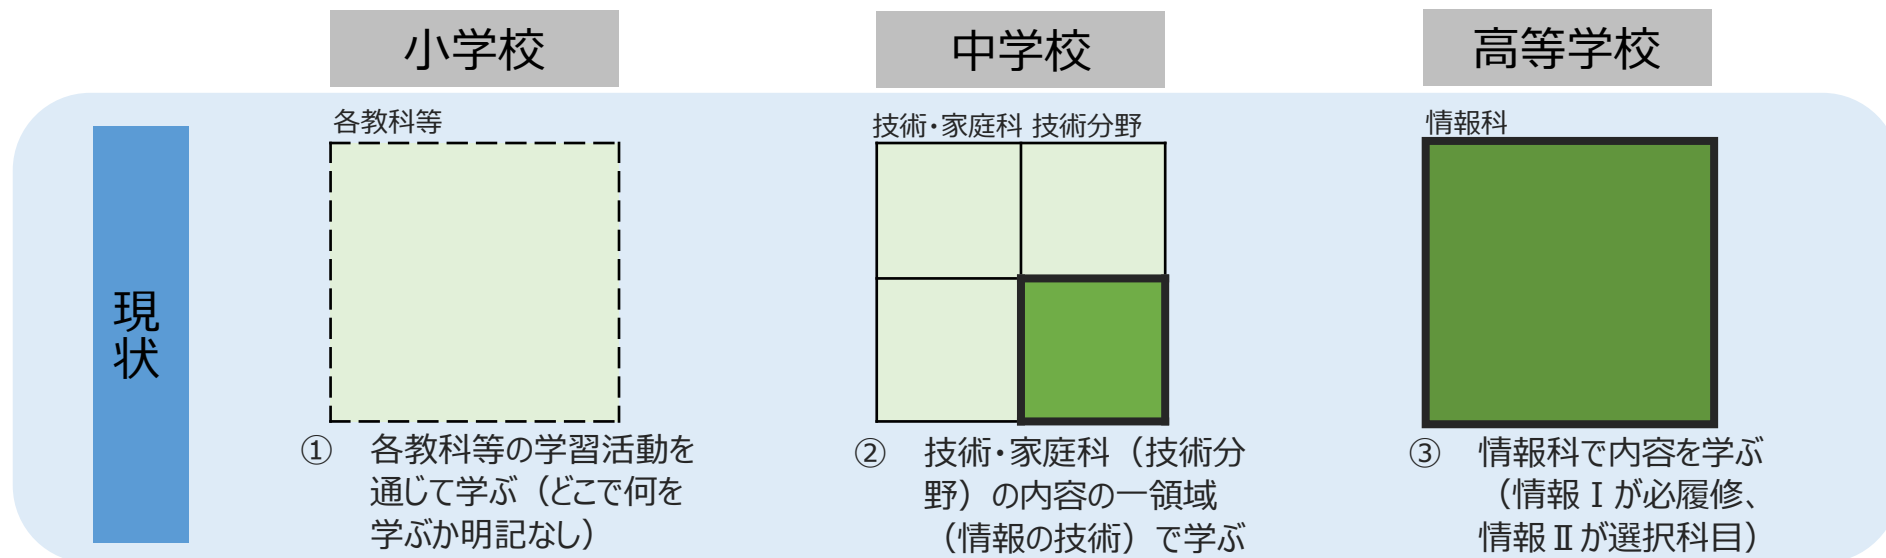 小学校
中学校
高等学校
現状
各教科等
① 各教科等の学習活動を
通じて学ぶ（どこで何を
学ぶか明記なし）
技術・家庭科 技術分野
② 技術・家庭科（技術分
野）の内容の一領域
（情報の技術）で学ぶ
情報科
③ 情報科で内容を学ぶ
（情報Ⅰが必履修、
情報Ⅱが選択科目）